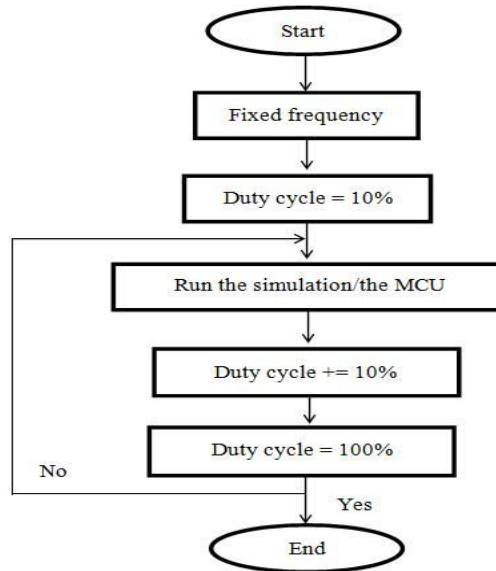 Start
Fixed frequency
Duty cycle = 10%
Run the simulation/the MCU
Duty cycle += 10%
Duty cycle = 100%
No
Yes
End